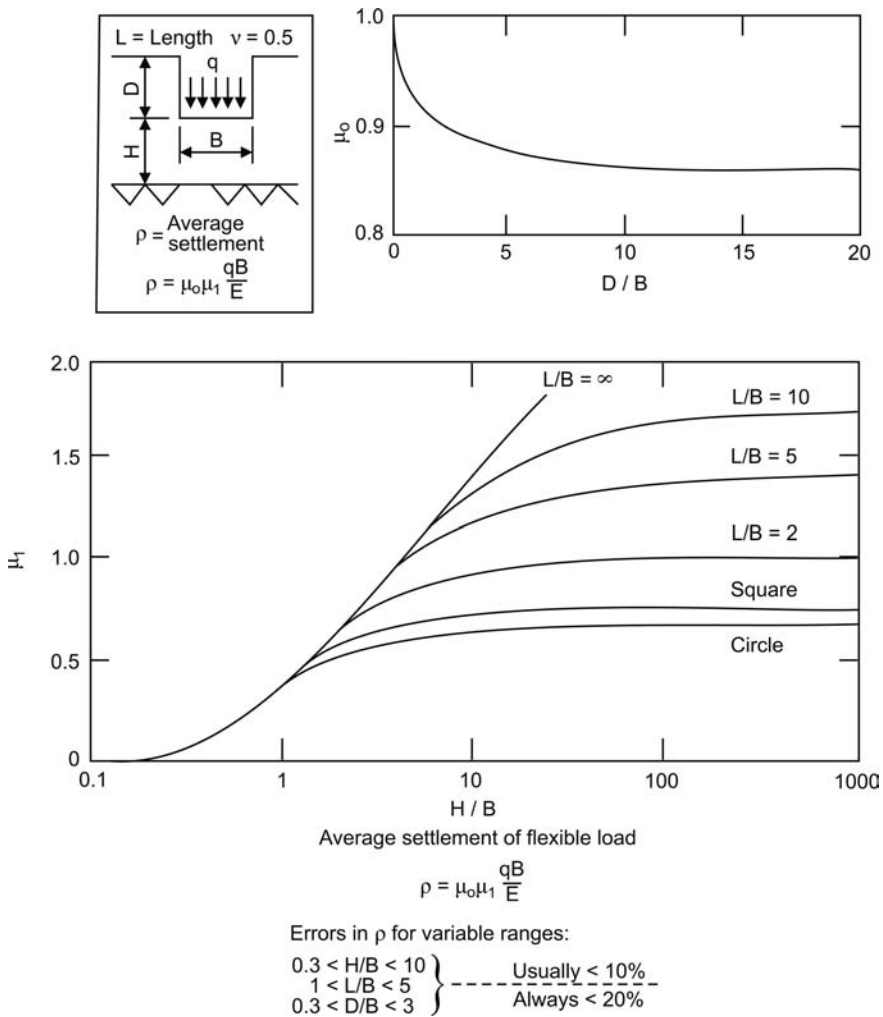 L = Length ν = 0.5
q
D
B
H
ρ = Average settlement
ρ = μ₀μ₁ qB/E
1.0
0.9
0.8
μ₀
0 5 10 15 20
D / B
2.0
1.5
1.0
0.5
0
μ₁
L/B = ∞
L/B = 10
L/B = 5
L/B = 2
Square
Circle
0.1 1 10 100 1000
H / B
Average settlement of flexible load
ρ = μ₀μ₁ qB/E
Errors in ρ for variable ranges:
0.3 < H/B < 10
1 < L/B < 5
0.3 < D/B < 3
Usually < 10%
Always < 20%